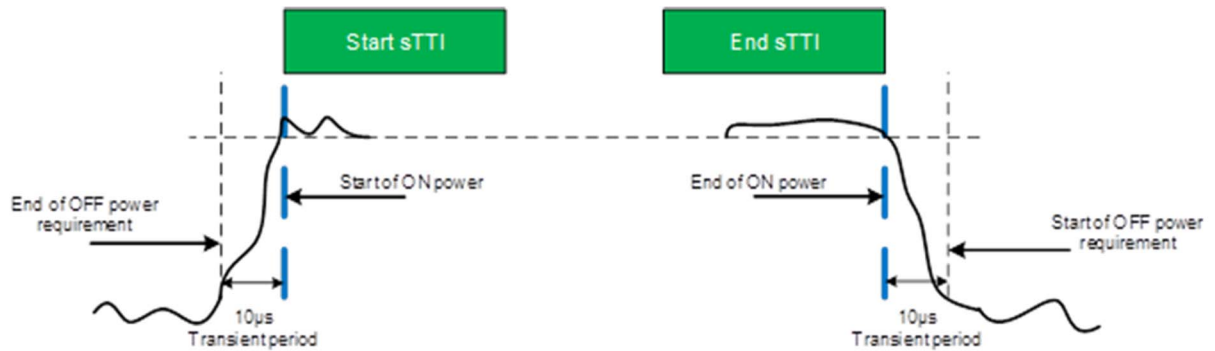 Start sTTI
End sTTI
Start of ON power
End of ON power
End of OFF power
requirement
Start of OFF power
requirement
10µs
Transient period
10µs
Transient period